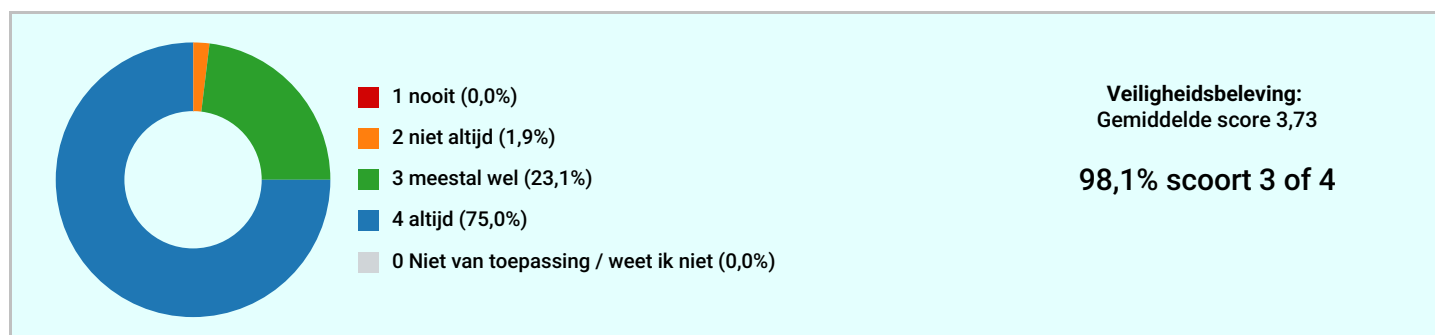 1 nooit (0,0%)
2 niet altijd (1,9%)
3 meestal wel (23,1%)
4 altijd (75,0%)
0 Niet van toepassing / weet ik niet (0,0%)
Veiligheidsbeleving:
Gemiddelde score 3,73
98,1% scoort 3 of 4